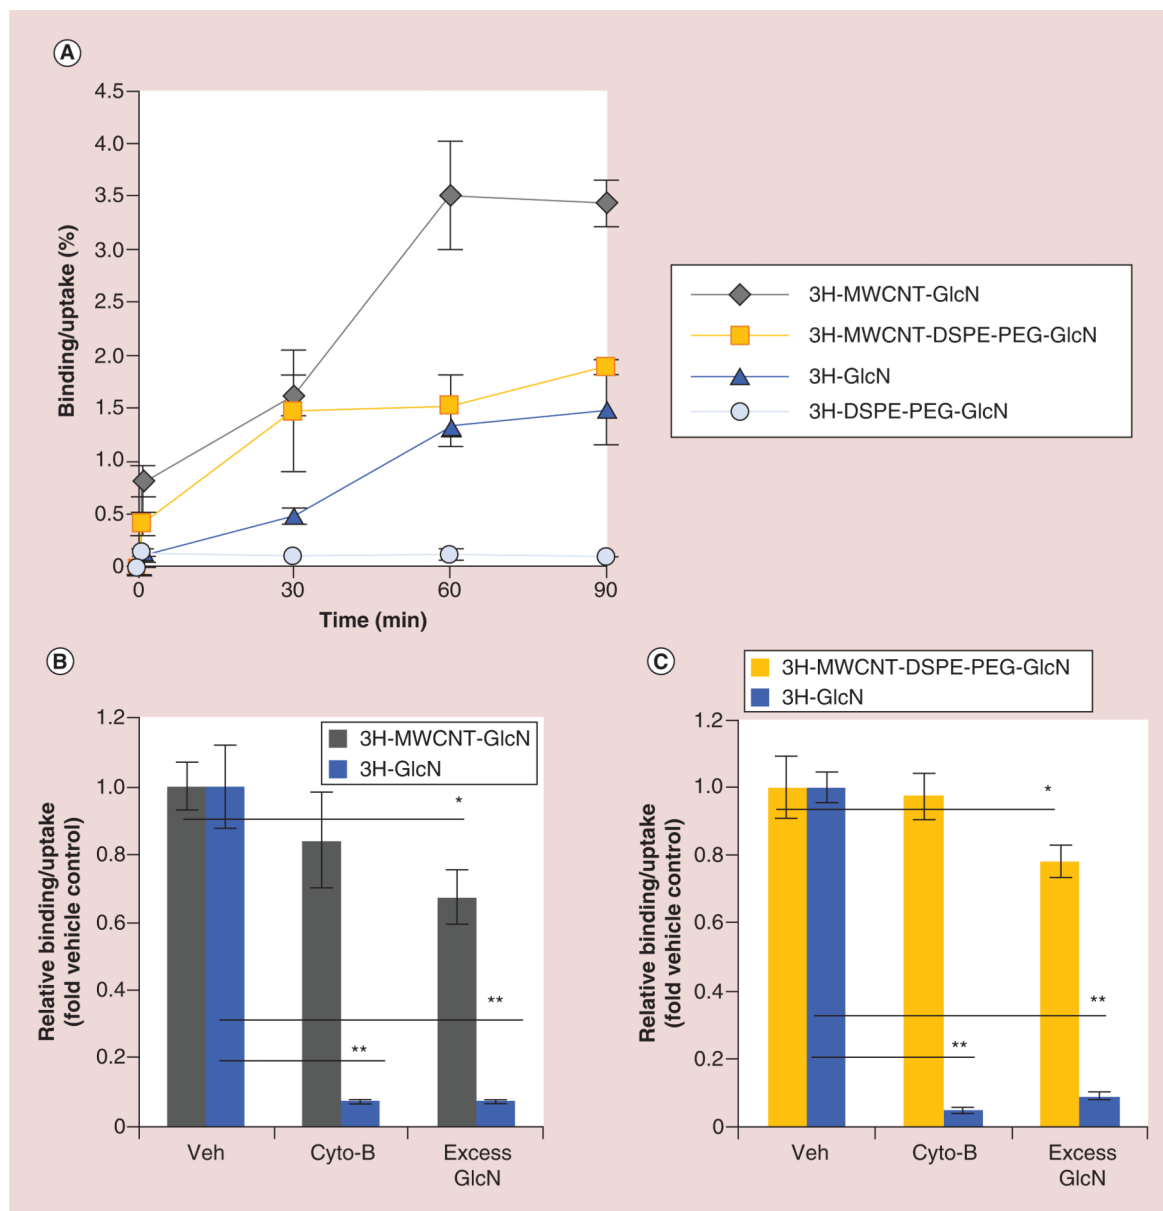 A
4.5
4.0
3.5
3.0
2.5
2.0
1.5
1.0
0.5
0
Binding/uptake (%)
0 30 60 90
Time (min)
3H-MWCNT-GlcN
3H-MWCNT-DSPE-PEG-GlcN
3H-GlcN
3H-DSPE-PEG-GlcN
B
1.2
1.0
0.8
0.6
0.4
0.2
0
Relative binding/uptake
(fold vehicle control)
3H-MWCNT-GlcN
3H-GlcN
*
**
**
Veh Cyto-B Excess
GlcN
C
3H-MWCNT-DSPE-PEG-GlcN
3H-GlcN
1.2
1.0
0.8
0.6
0.4
0.2
0
Relative binding/uptake
(fold vehicle control)
*
**
**
Veh Cyto-B Excess
GlcN